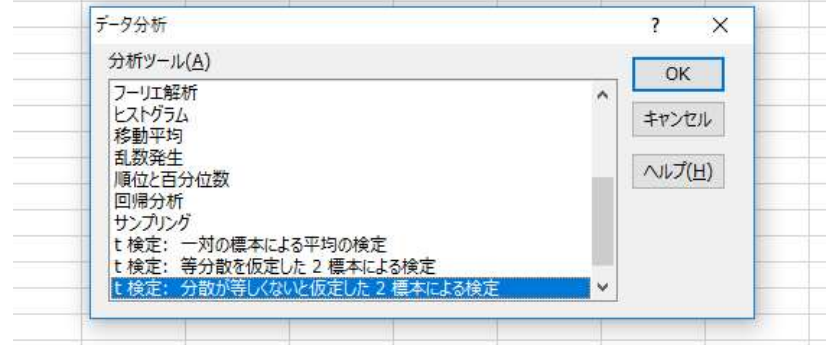 データ分析
?
×
分析ツール(A)
フーリエ解析
ヒストグラム
移動平均
乱数発生
順位と百分位数
回帰分析
サンプリング
t 検定: 一対の標本による平均の検定
t 検定: 等分散を仮定した 2 標本による検定
t 検定: 分散が等しくないと仮定した 2 標本による検定
OK
キャンセル
ヘルプ(H)